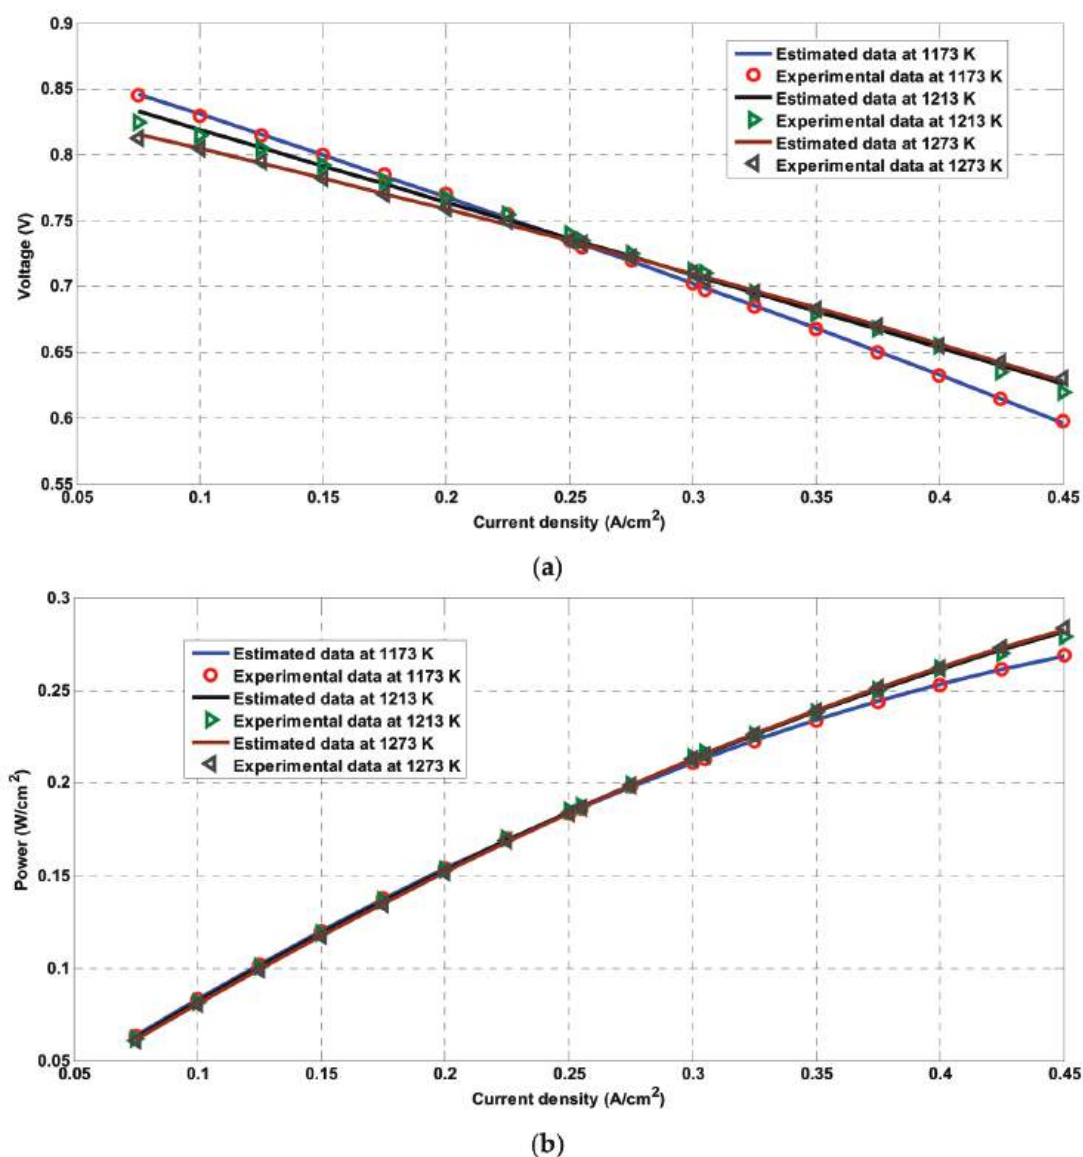 0.9
0.85
0.8
0.75
0.7
0.65
0.6
0.55
Voltage (V)
Estimated data at 1173 K
Experimental data at 1173 K
Estimated data at 1213 K
Experimental data at 1213 K
Estimated data at 1273 K
Experimental data at 1273 K
0.05 0.1 0.15 0.2 0.25 0.3 0.35 0.4 0.45
Current density (A/cm²)
(a)
0.3
0.25
0.2
0.15
0.1
0.05
Power (W/cm²)
Estimated data at 1173 K
Experimental data at 1173 K
Estimated data at 1213 K
Experimental data at 1213 K
Estimated data at 1273 K
Experimental data at 1273 K
0.05 0.1 0.15 0.2 0.25 0.3 0.35 0.4 0.45
Current density (A/cm²)
(b)